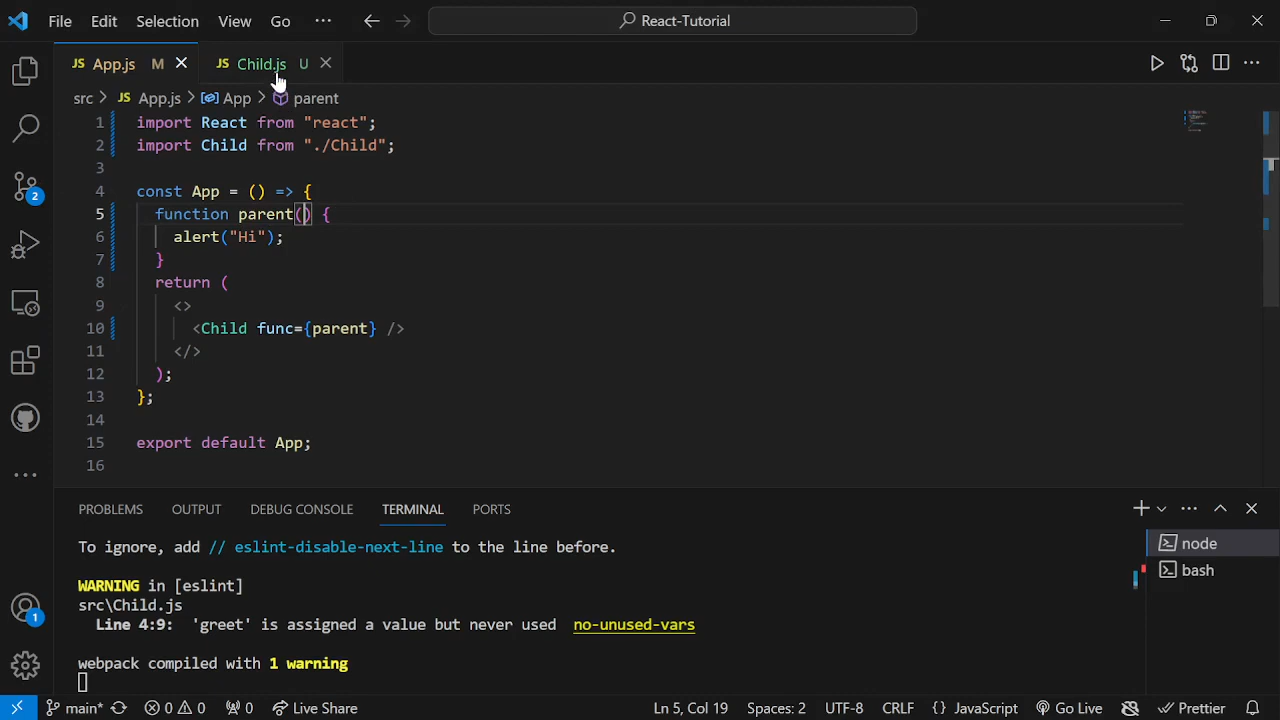 File Edit Selection View Go ··· React-Tutorial
JS App.js M JS Child.js U
src > JS App.js > App > parent
1 import React from "react";
2 import Child from "./Child";
3
4 const App = () => {
5 function parent() {
6 alert("Hi");
7 }
8 return (
9 <>
10 <Child func={parent} />
11 </>
12 );
13 };
14
15 export default App;
16
PROBLEMS OUTPUT DEBUG CONSOLE TERMINAL PORTS
To ignore, add // eslint-disable-next-line to the line before.
WARNING in [eslint]
src\Child.js
Line 4:9: 'greet' is assigned a value but never used no-unused-vars
webpack compiled with 1 warning
node
bash
2
1
main* 0 0 0 Live Share Ln 5, Col 19 Spaces: 2 UTF-8 CRLF {} JavaScript Go Live Prettier